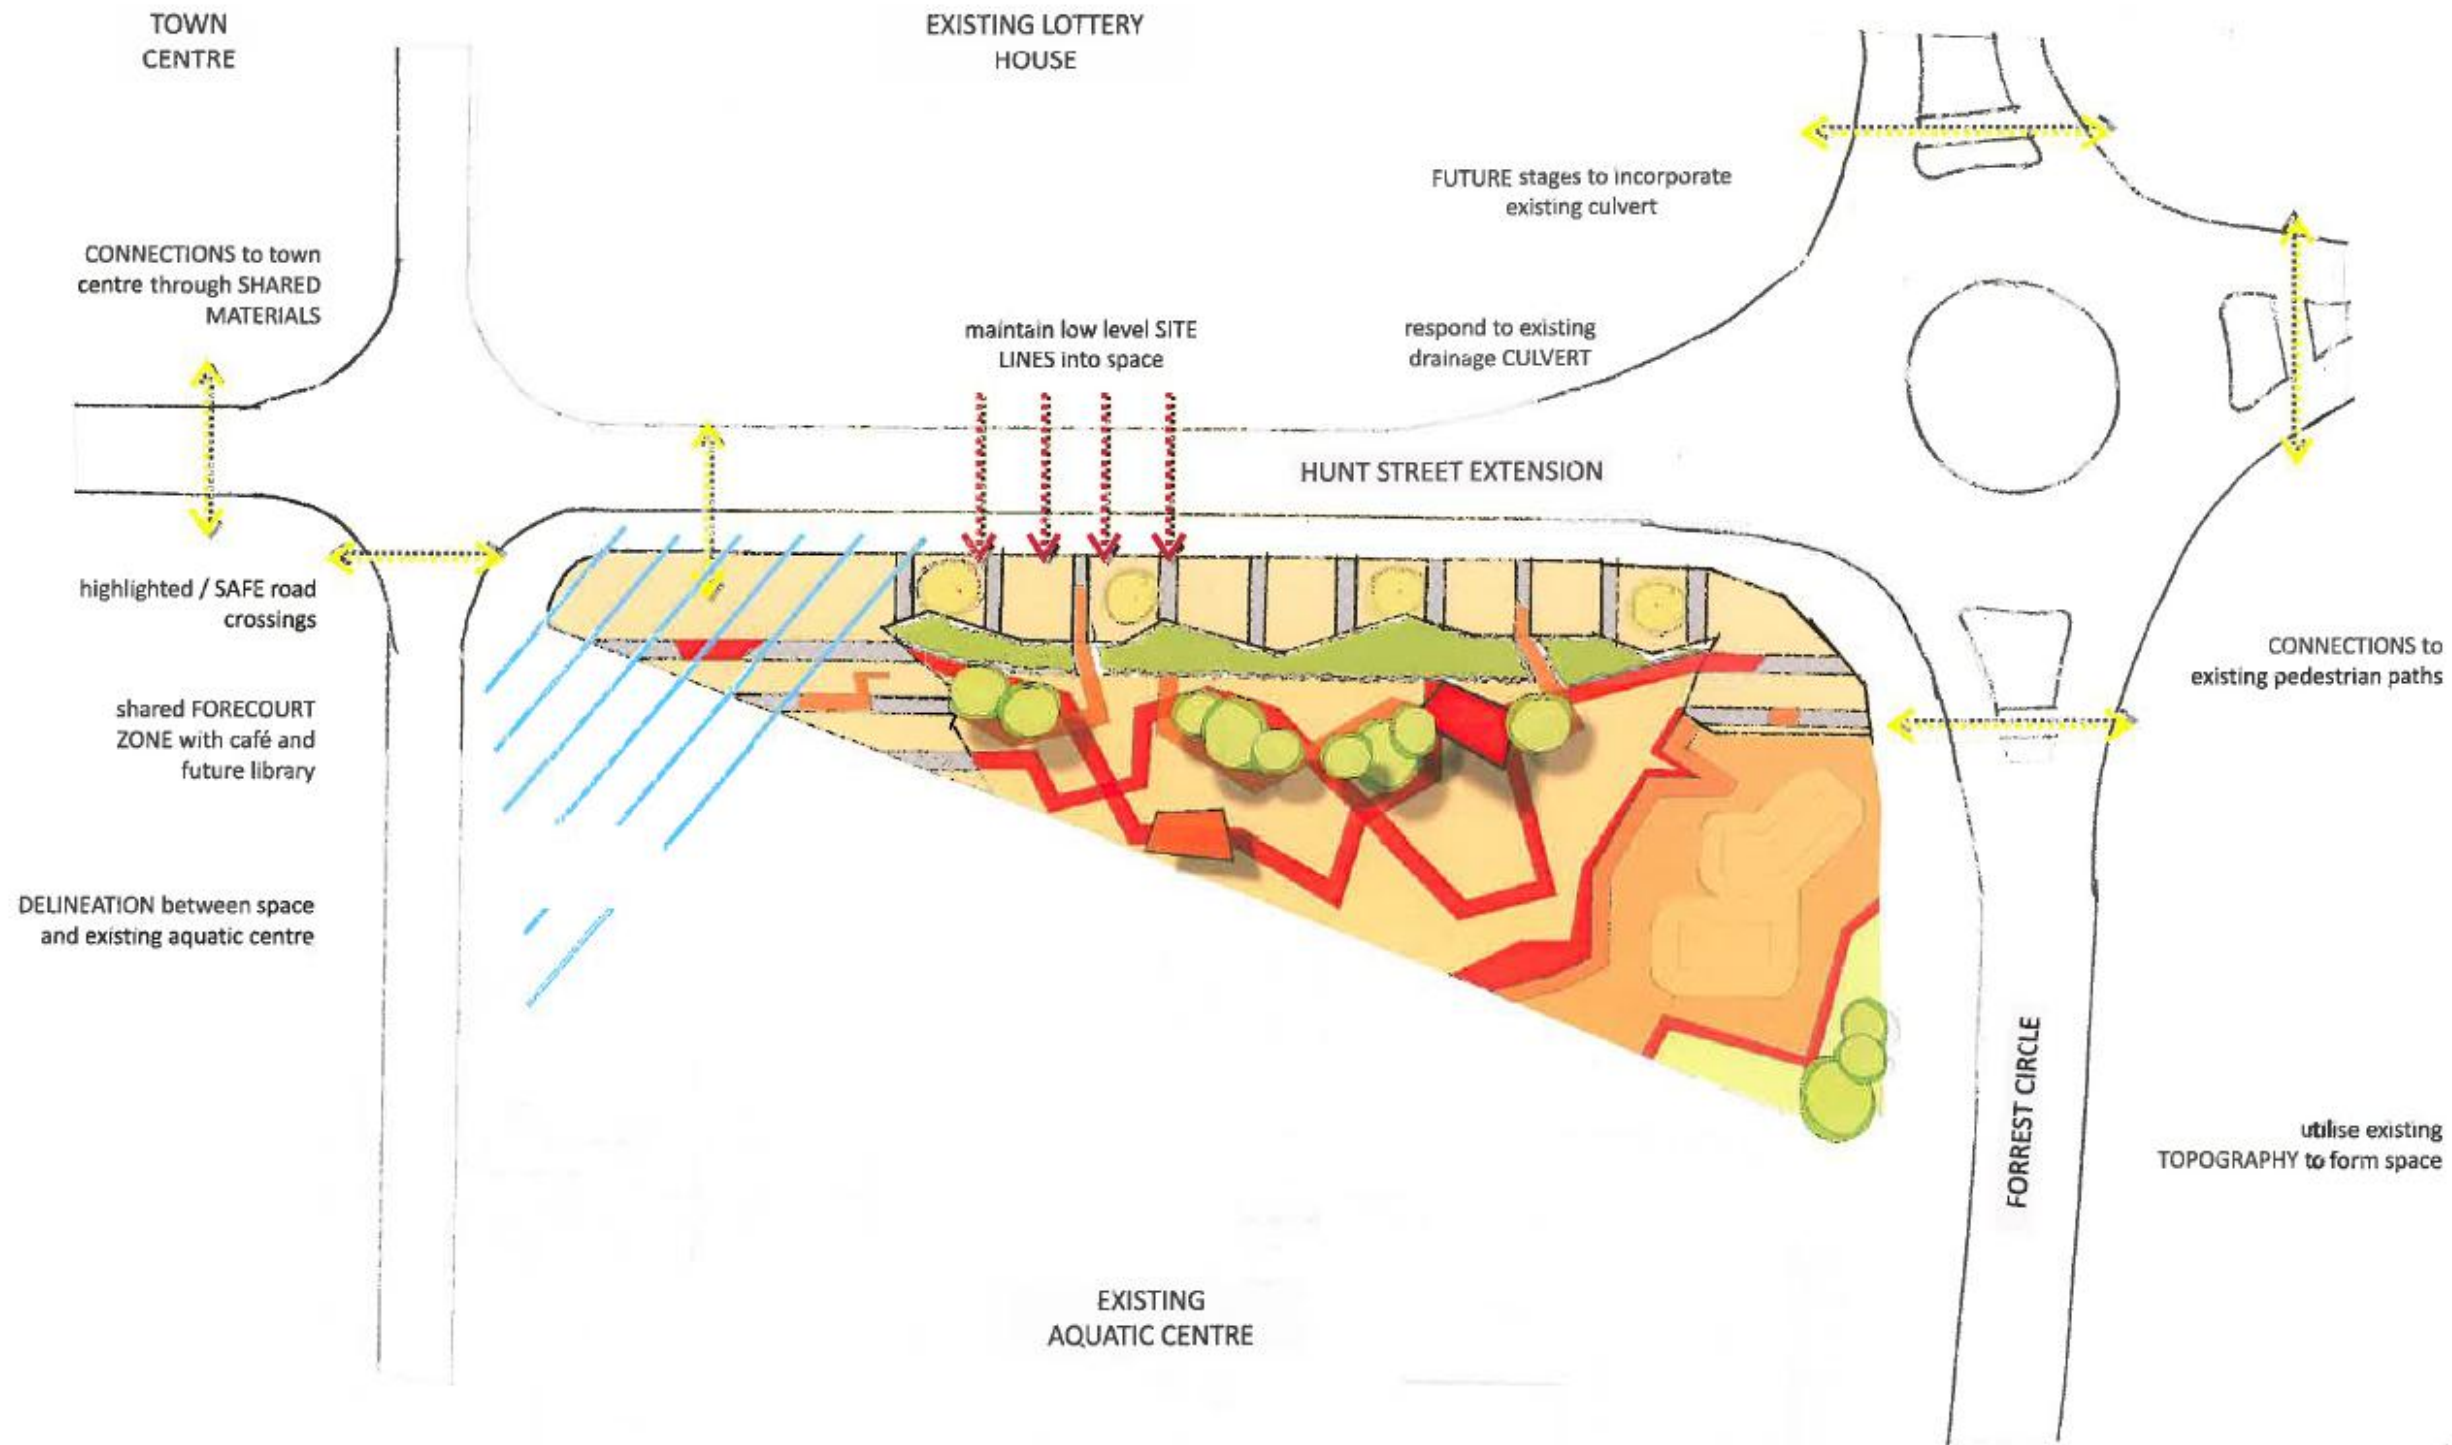 TOWN
CENTRE
EXISTING LOTTERY
HOUSE
FUTURE stages to incorporate
existing culvert
CONNECTIONS to town
centre through SHARED
MATERIALS
maintain low level SITE
LINES into space
respond to existing
drainage CULVERT
HUNT STREET EXTENSION
highlighted / SAFE road
crossings
CONNECTIONS to
existing pedestrian paths
shared FORECOURT
ZONE with café and
future library
DELINEATION between space
and existing aquatic centre
FORREST CIRCLE
utilise existing
TOPOGRAPHY to form space
EXISTING
AQUATIC CENTRE